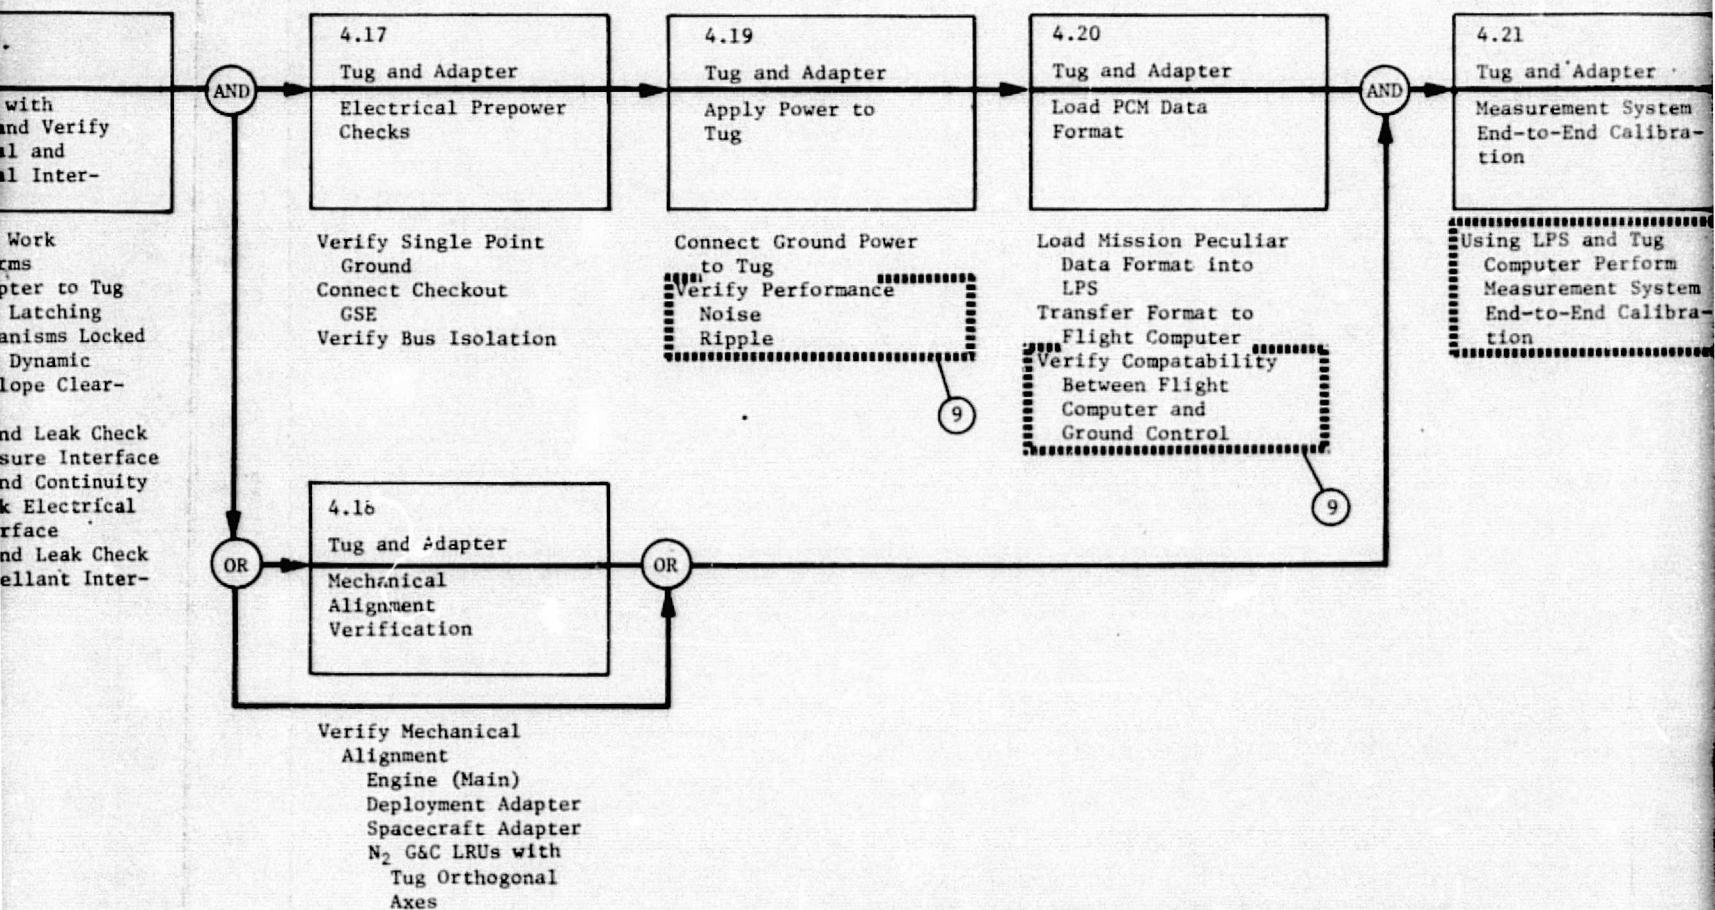 with
and Verify
al and
al Inter-
Work
rms
pter to Tug
Latching
anisms Locked
Dynamic
lope Clear-
nd Leak Check
sure Interface
nd Continuity
k Electrical
rface
nd Leak Check
ellant Inter-
AND
4.17
Tug and Adapter
Electrical Prepower
Checks
Verify Single Point
Ground
Connect Checkout
GSE
Verify Bus Isolation
4.19
Tug and Adapter
Apply Power to
Tug
Connect Ground Power
to Tug
Verify Performance
Noise
Ripple
9
4.20
Tug and Adapter
Load PCM Data
Format
Load Mission Peculiar
Data Format into
LPS
Transfer Format to
Flight Computer
Verify Compatability
Between Flight
Computer and
Ground Control
9
AND
4.21
Tug and Adapter
Measurement System
End-to-End Calibra-
tion
Using LPS and Tug
Computer Perform
Measurement System
End-to-End Calibra-
tion
OR
Tug and Adapter
Mechanical
Alignment
Verification
OR
Verify Mechanical
Alignment
Engine (Main)
Deployment Adapter
Spacecraft Adapter
N₂ G&C LRUs with
Tug Orthogonal
Axes